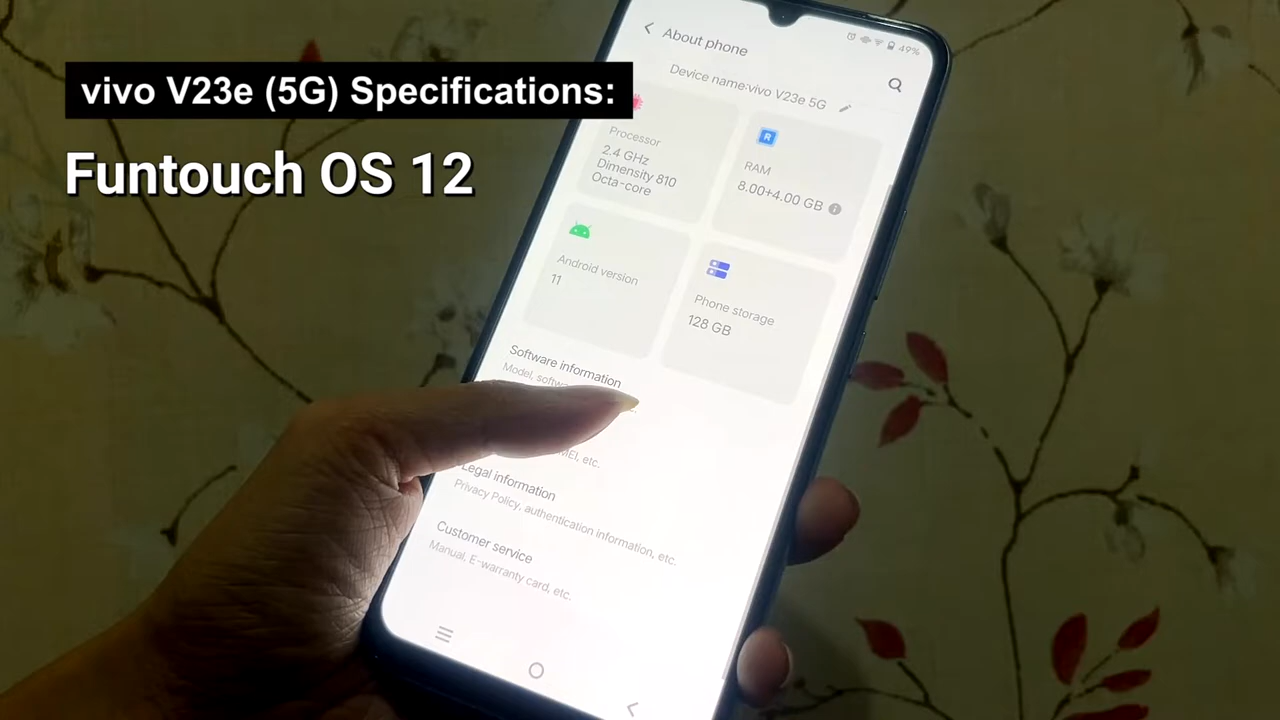 vivo V23e (5G) Specifications:
Funtouch OS 12
49%
About phone
Device name:vivo V23e 5G
Processor
2.4 GHz
Dimensity 810
Octa-core
R
RAM
8.00+4.00 GB
Android version
11
Phone storage
128 GB
Software information
Model,
etc.
Legal information
Privacy Policy, authentication information, etc.
Customer service
Manual, E-warranty card, etc.